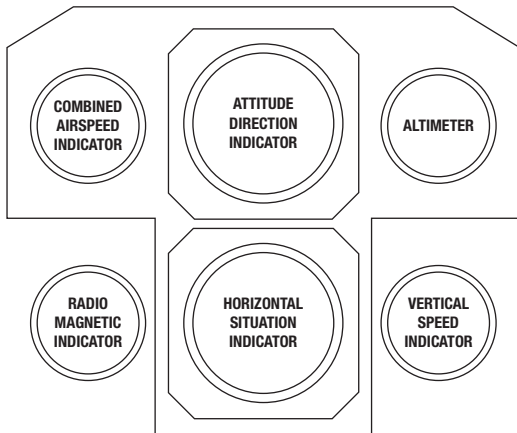 COMBINED
AIRSPEED
INDICATOR
ATTITUDE
DIRECTION
INDICATOR
ALTIMETER
RADIO
MAGNETIC
INDICATOR
HORIZONTAL
SITUATION
INDICATOR
VERTICAL
SPEED
INDICATOR